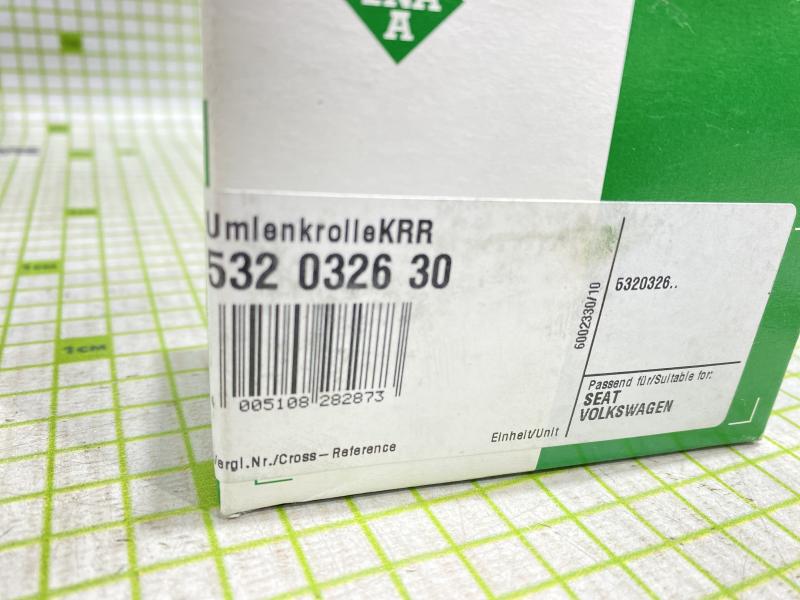 INA
A
UmlenkrolleKRR
532 0326 30
005108 282873
Vergl.Nr./Cross-Reference
Einheit/Unit
6002330/10
5320326..
Passend für/Suitable for:
SEAT
VOLKSWAGEN
1CM